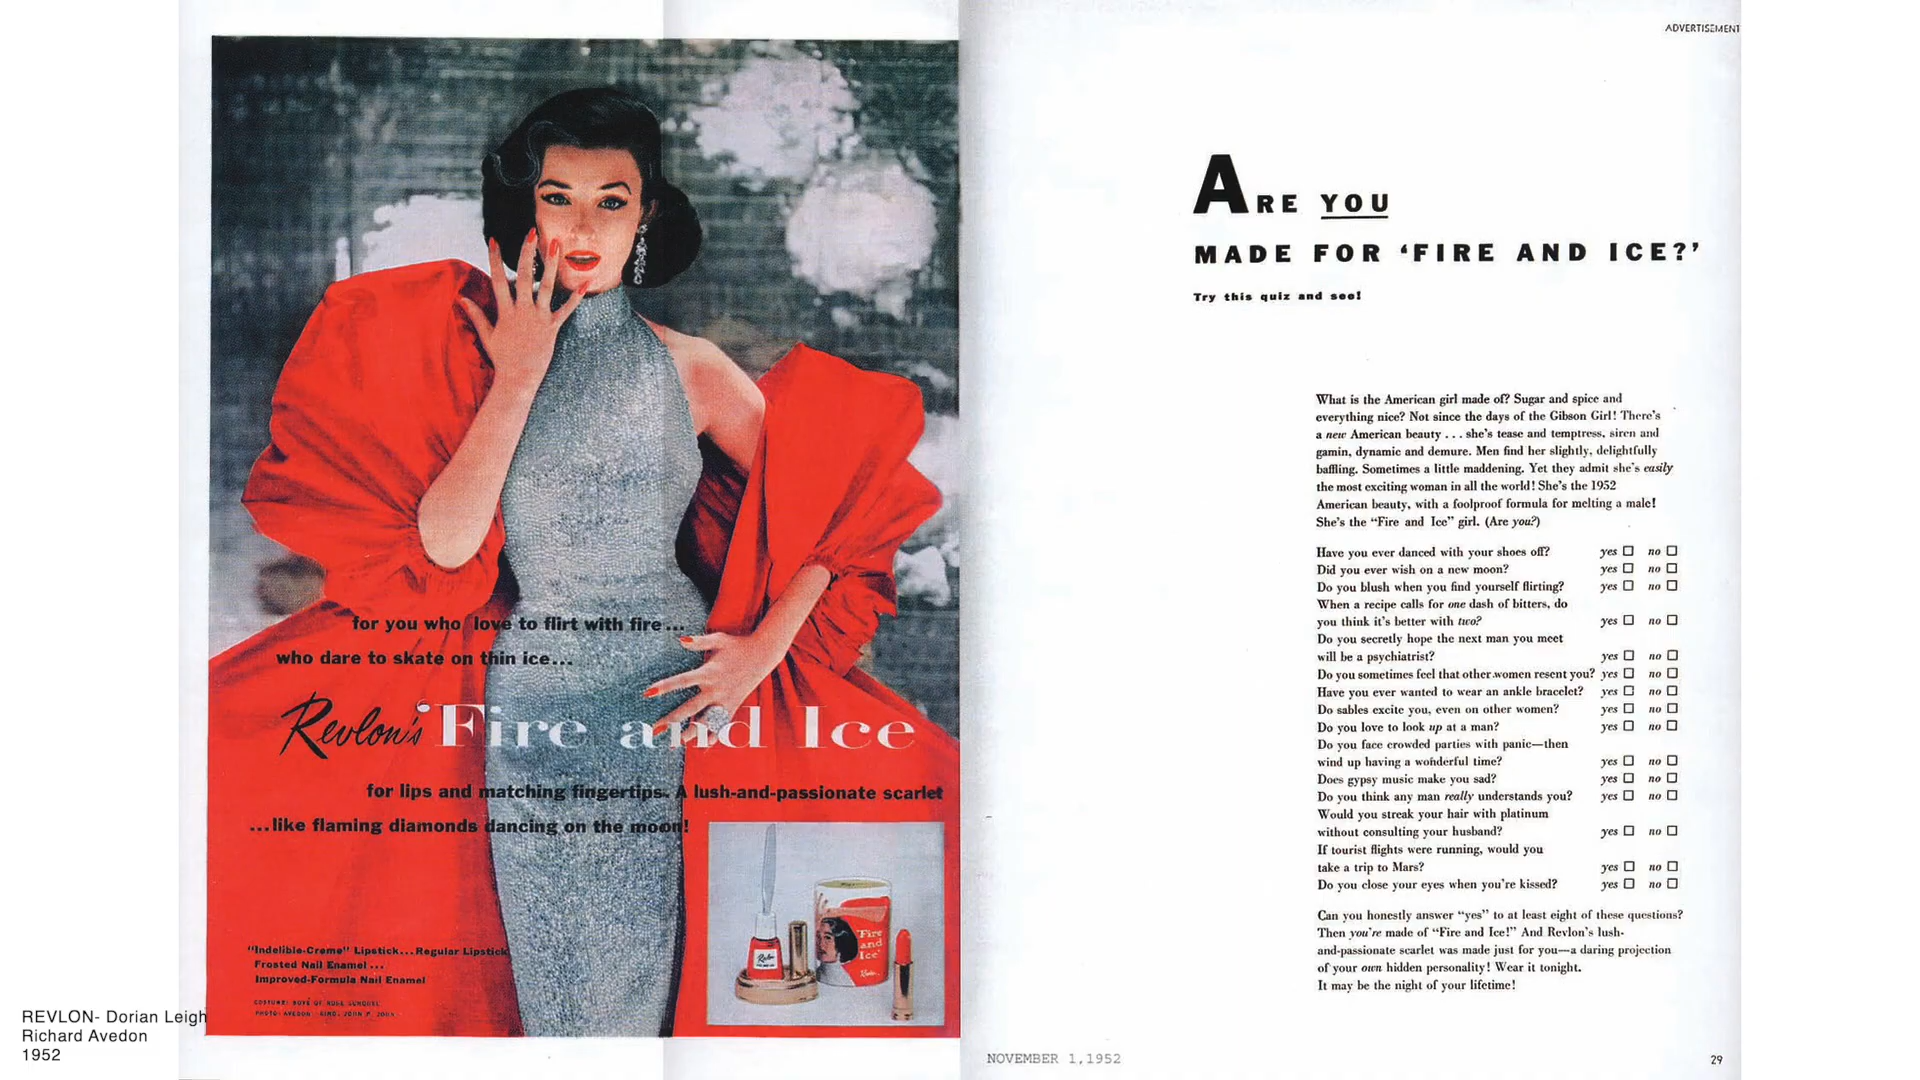 for you who love to flirt with fire...
who dare to skate on thin ice...
Revlon's 'Fire and Ice
for lips and matching fingertips. A lush-and-passionate scarlet
...like flaming diamonds dancing on the moon!
"Indelible-Creme" Lipstick...Regular Lipstick
Frosted Nail Enamel ...
Improved-Formula Nail Enamel
PHOTO: AVEDON
Revlon
'Fire
and
Ice'
Revlon
REVLON- Dorian Leigh
Richard Avedon
1952
ADVERTISEMENT
ARE YOU
MADE FOR 'FIRE AND ICE?'
Try this quiz and see!
What is the American girl made of? Sugar and spice and
everything nice? Not since the days of the Gibson Girl! There's
a new American beauty . . . she's tease and temptress, siren and
gamin, dynamic and demure. Men find her slightly, delightfully
baffling. Sometimes a little maddening. Yet they admit she's easily
the most exciting woman in all the world! She's the 1952
American beauty, with a foolproof formula for melting a male!
She's the "Fire and Ice" girl. (Are you?)
Have you ever danced with your shoes off? yes no
Did you ever wish on a new moon? yes no
Do you blush when you find yourself flirting? yes no
When a recipe calls for one dash of bitters, do
you think it's better with two? yes no
Do you secretly hope the next man you meet
will be a psychiatrist? yes no
Do you sometimes feel that other women resent you? yes no
Have you ever wanted to wear an ankle bracelet? yes no
Do sables excite you, even on other women? yes no
Do you love to look up at a man? yes no
Do you face crowded parties with panic—then
wind up having a wonderful time? yes no
Does gypsy music make you sad? yes no
Do you think any man really understands you? yes no
Would you streak your hair with platinum
without consulting your husband? yes no
If tourist flights were running, would you
take a trip to Mars? yes no
Do you close your eyes when you're kissed? yes no
Can you honestly answer "yes" to at least eight of these questions?
Then you're made of "Fire and Ice!" And Revlon's lush-
and-passionate scarlet was made just for you—a daring projection
of your own hidden personality! Wear it tonight.
It may be the night of your lifetime!
NOVEMBER 1,1952
29